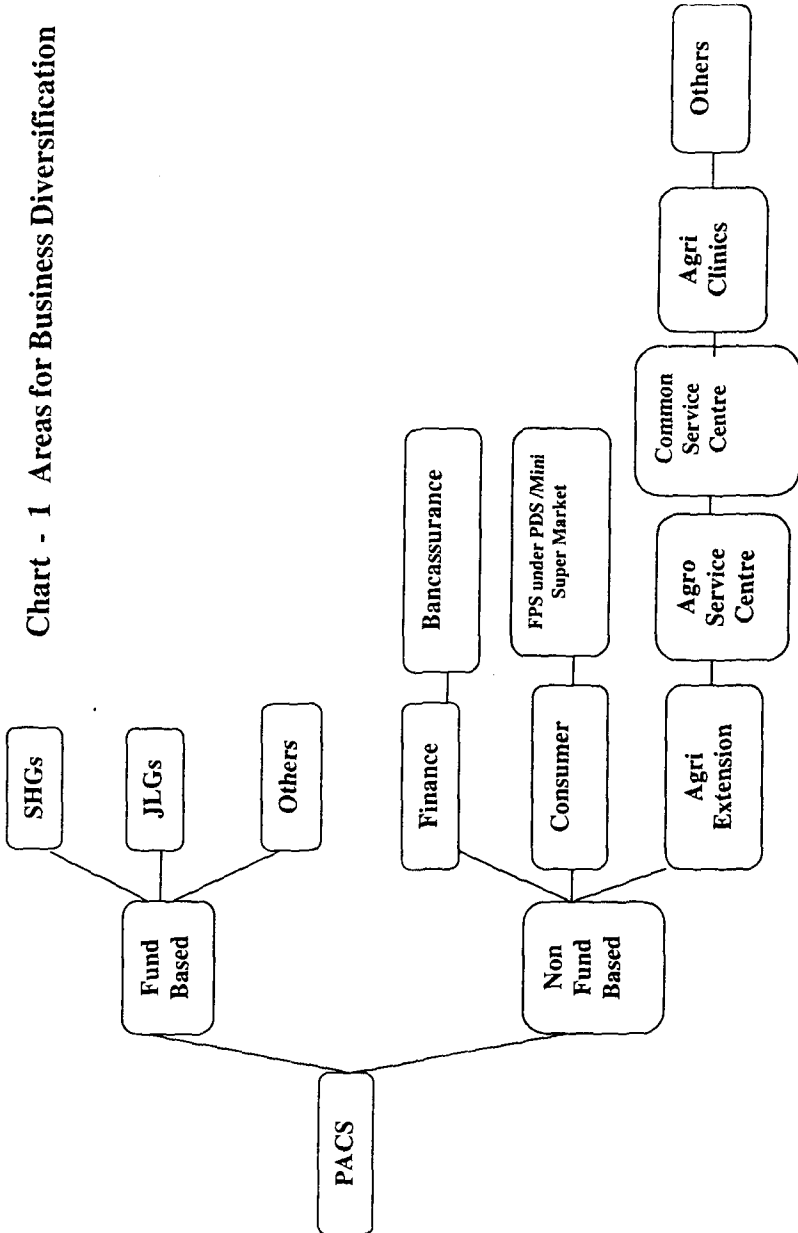 Chart - 1 Areas for Business Diversification
PACS
Fund
Based
SHGs
JLGs
Others
Non
Fund
Based
Finance
Bancassurance
Consumer
FPS under PDS /Mini
Super Market
Agri
Extension
Agro
Service
Centre
Common
Service
Centre
Agri
Clinics
Others